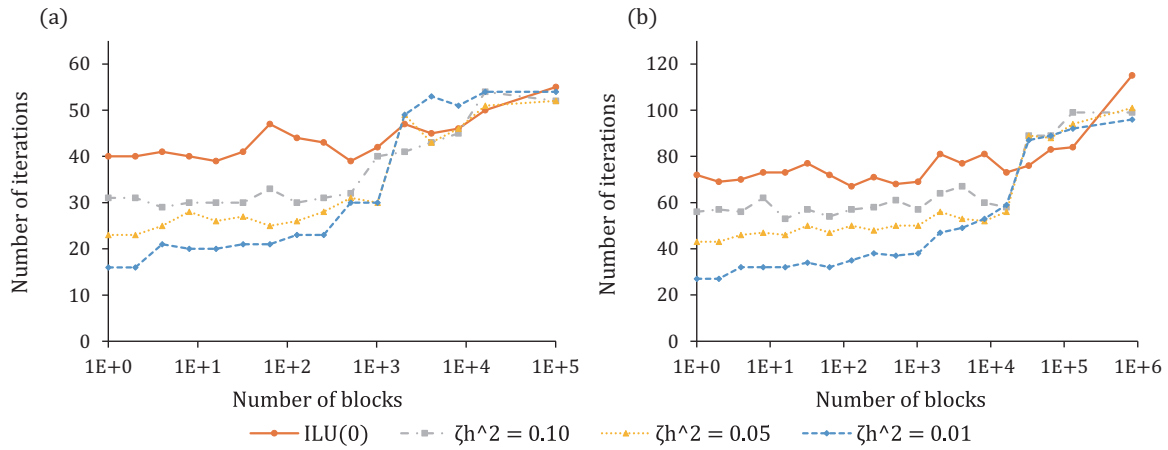 (a)
Number of iterations
60
50
40
30
20
10
0
1E+0 1E+1 1E+2 1E+3 1E+4 1E+5
Number of blocks
(b)
Number of iterations
120
100
80
60
40
20
0
1E+0 1E+1 1E+2 1E+3 1E+4 1E+5 1E+6
Number of blocks
ILU(0) ζh^2 = 0.10 ζh^2 = 0.05 ζh^2 = 0.01